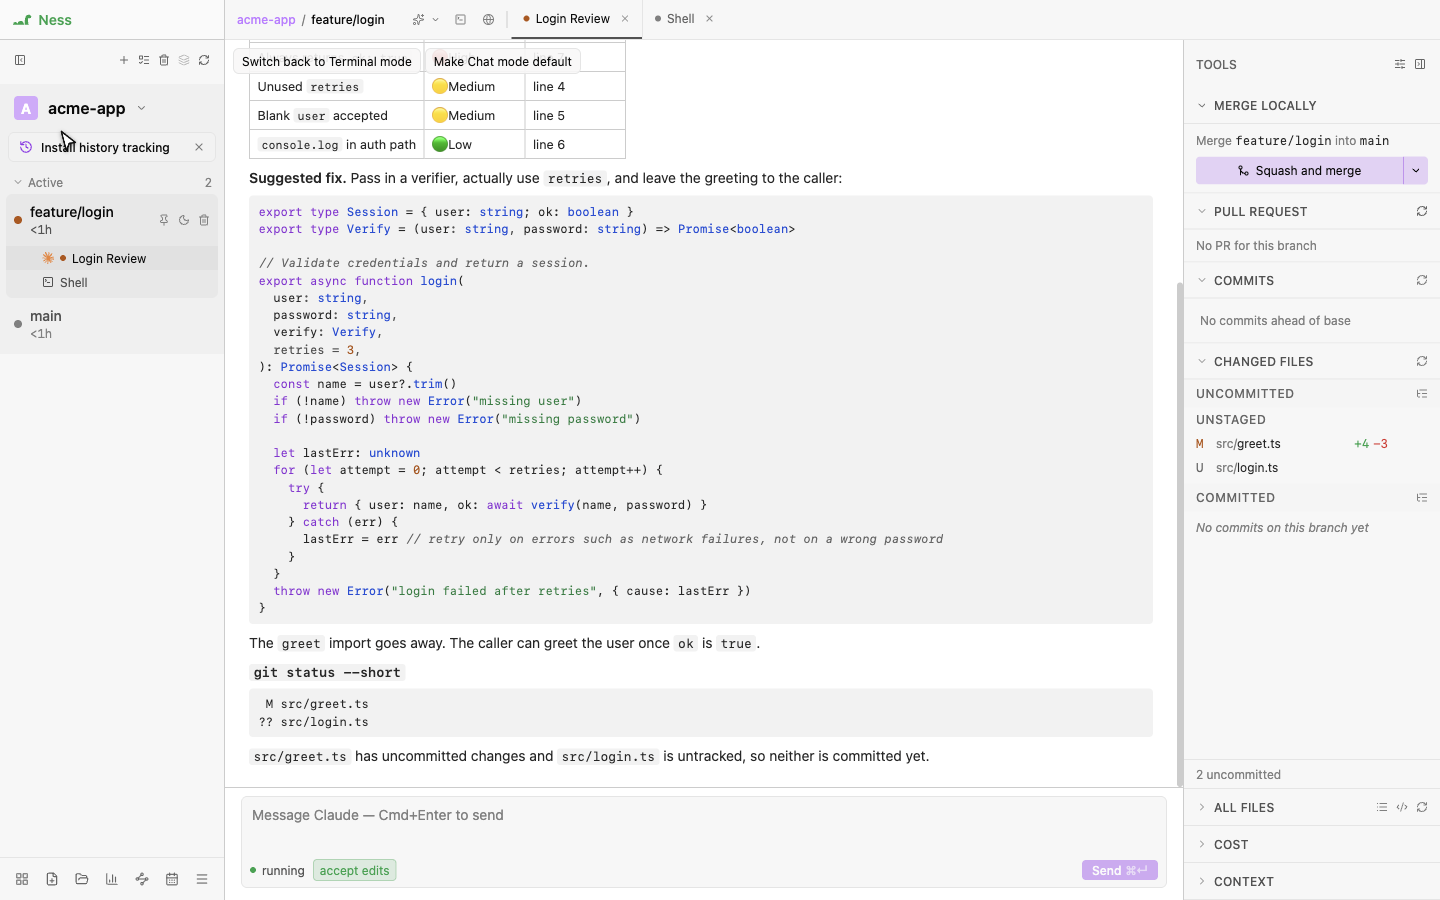 Ness
acme-app / feature/login
Login Review
Shell
A acme-app
Install history tracking
Active 2
feature/login
<1h
Login Review
Shell
main
<1h
Switch back to Terminal mode
Make Chat mode default
Unused retries Medium line 4
Blank user accepted Medium line 5
console.log in auth path Low line 6
Suggested fix. Pass in a verifier, actually use retries, and leave the greeting to the caller:
export type Session = { user: string; ok: boolean }
export type Verify = (user: string, password: string) => Promise<boolean>
// Validate credentials and return a session.
export async function login(
  user: string,
  password: string,
  verify: Verify,
  retries = 3,
): Promise<Session> {
  const name = user?.trim()
  if (!name) throw new Error("missing user")
  if (!password) throw new Error("missing password")
  let lastErr: unknown
  for (let attempt = 0; attempt < retries; attempt++) {
    try {
      return { user: name, ok: await verify(name, password) }
    } catch (err) {
      lastErr = err // retry only on errors such as network failures, not on a wrong password
    }
  }
  throw new Error("login failed after retries", { cause: lastErr })
}
The greet import goes away. The caller can greet the user once ok is true.
git status --short
 M src/greet.ts
?? src/login.ts
src/greet.ts has uncommitted changes and src/login.ts is untracked, so neither is committed yet.
Message Claude — Cmd+Enter to send
running
accept edits
Send ⌘↵
TOOLS
MERGE LOCALLY
Merge feature/login into main
Squash and merge
PULL REQUEST
No PR for this branch
COMMITS
No commits ahead of base
CHANGED FILES
UNCOMMITTED
UNSTAGED
M src/greet.ts +4 −3
U src/login.ts
COMMITTED
No commits on this branch yet
2 uncommitted
ALL FILES
COST
CONTEXT